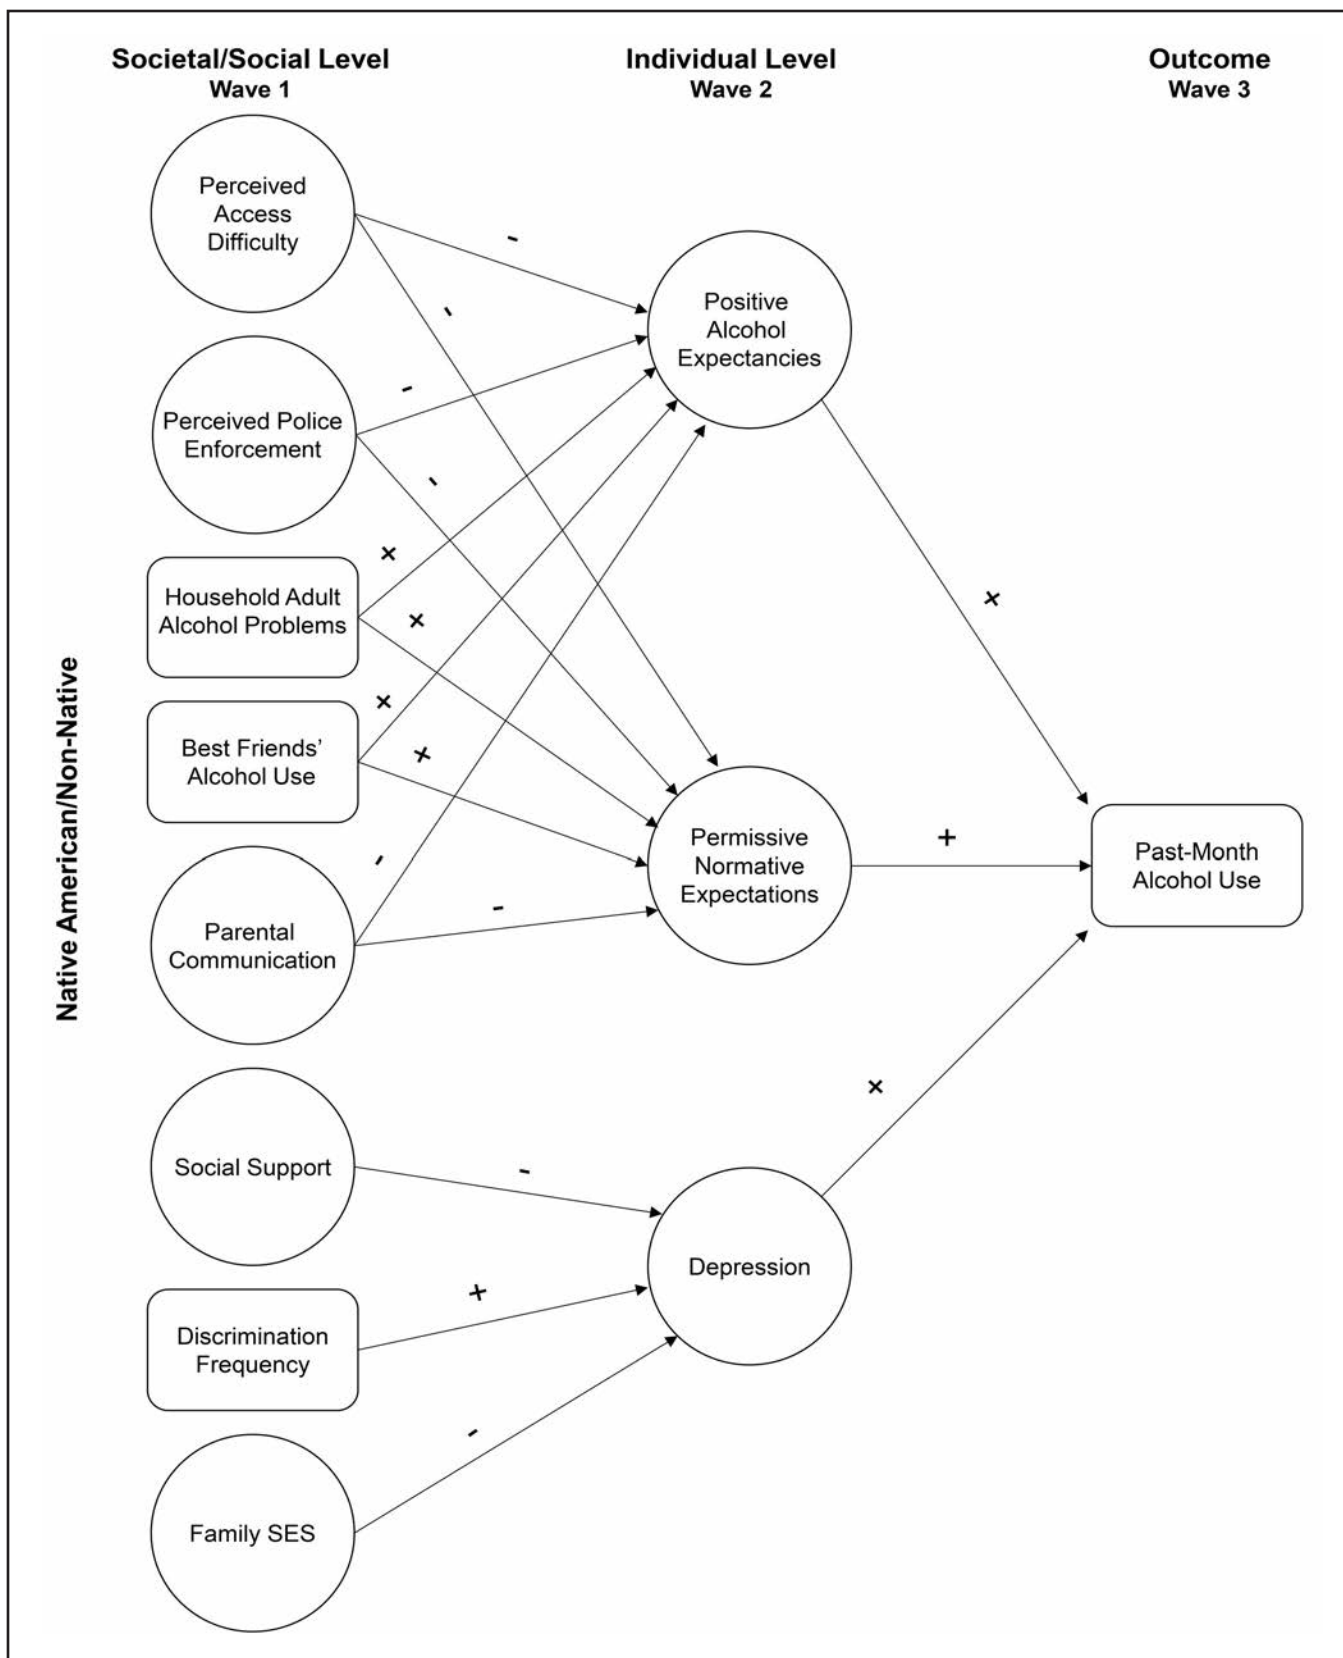 Societal/Social Level
Wave 1
Individual Level
Wave 2
Outcome
Wave 3
Native American/Non-Native
Perceived
Access
Difficulty
Perceived Police
Enforcement
Household Adult
Alcohol Problems
Best Friends’
Alcohol Use
Parental
Communication
Social Support
Discrimination
Frequency
Family SES
-
-
-
-
+
+
+
+
-
-
-
+
-
Positive
Alcohol
Expectancies
Permissive
Normative
Expectations
Depression
+
+
+
Past-Month
Alcohol Use